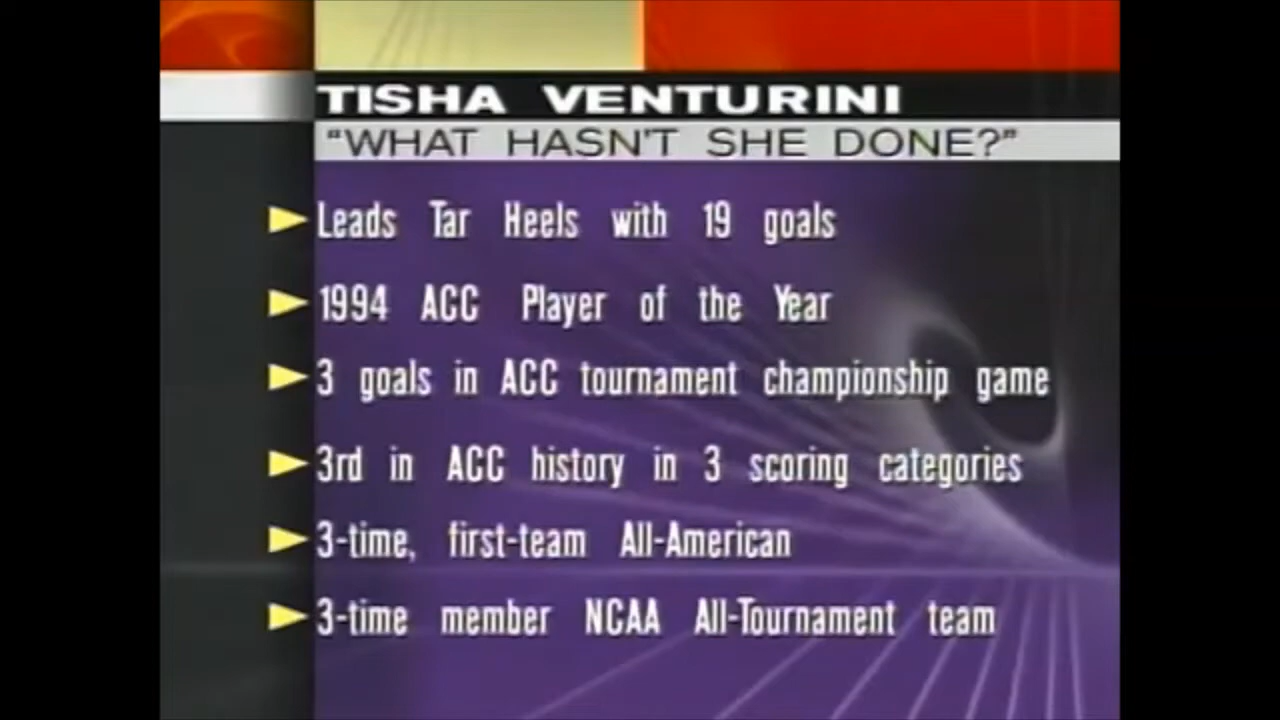 TISHA VENTURINI
"WHAT HASN'T SHE DONE?"
Leads Tar Heels with 19 goals
1994 ACC Player of the Year
3 goals in ACC tournament championship game
3rd in ACC history in 3 scoring categories
3-time, first-team All-American
3-time member NCAA All-Tournament team